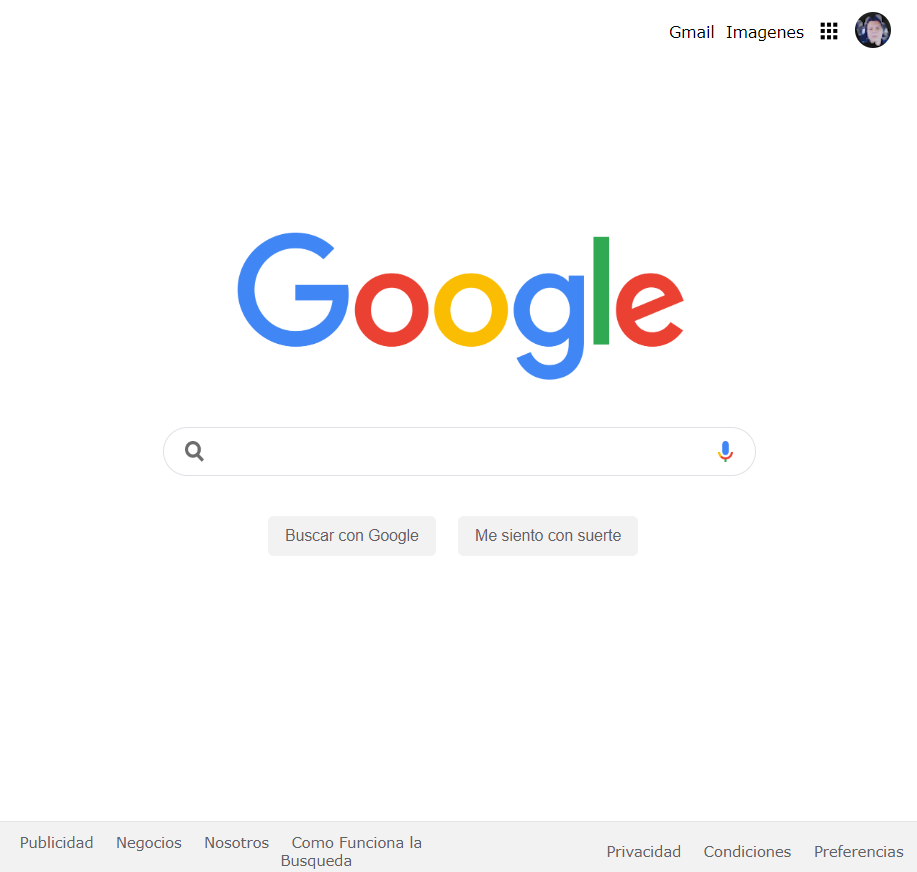 Gmail Imagenes
Google
Buscar con Google Me siento con suerte
Publicidad Negocios Nosotros Como Funciona la
Busqueda
Privacidad Condiciones Preferencias